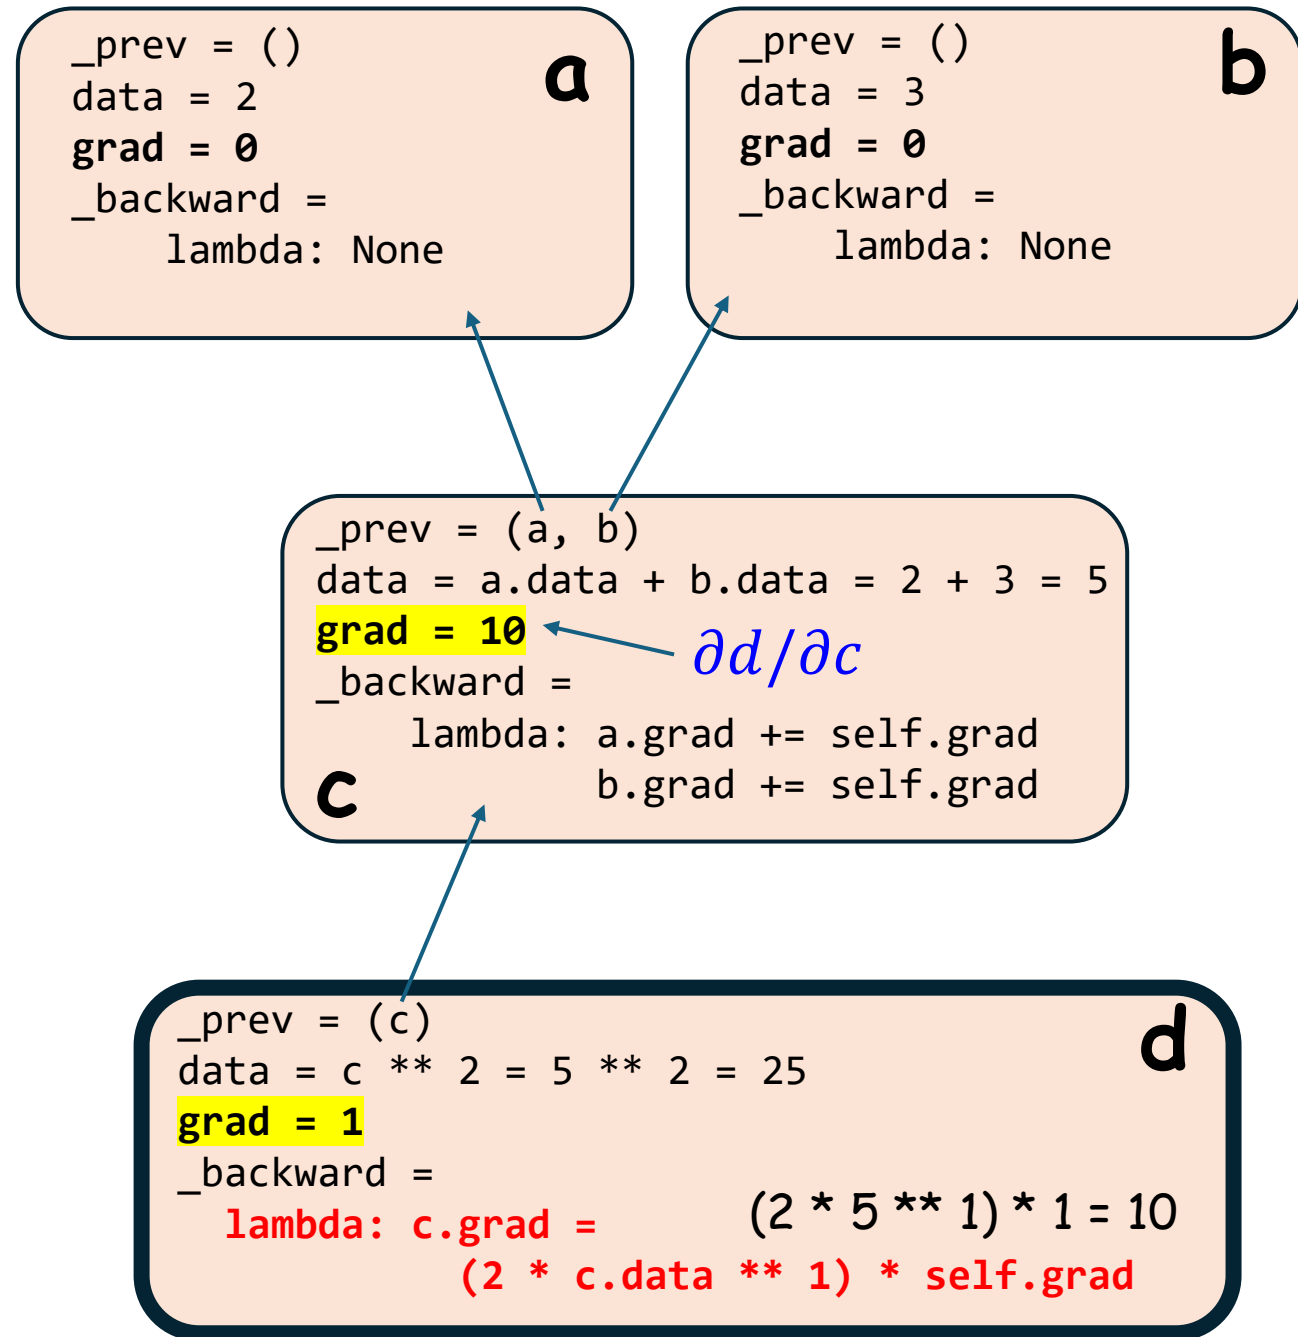 _prev = ()
data = 2
grad = 0
_backward =
lambda: None
a
_prev = ()
data = 3
grad = 0
_backward =
lambda: None
b
_prev = (a, b)
data = a.data + b.data = 2 + 3 = 5
grad = 10
∂d/∂c
_backward =
lambda: a.grad += self.grad
b.grad += self.grad
c
_prev = (c)
data = c ** 2 = 5 ** 2 = 25
grad = 1
_backward =
lambda: c.grad =
(2 * c.data ** 1) * self.grad
(2 * 5 ** 1) * 1 = 10
d